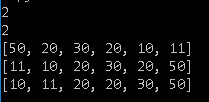 2
2
[50, 20, 30, 20, 10, 11]
[11, 10, 20, 30, 20, 50]
[10, 11, 20, 20, 30, 50]